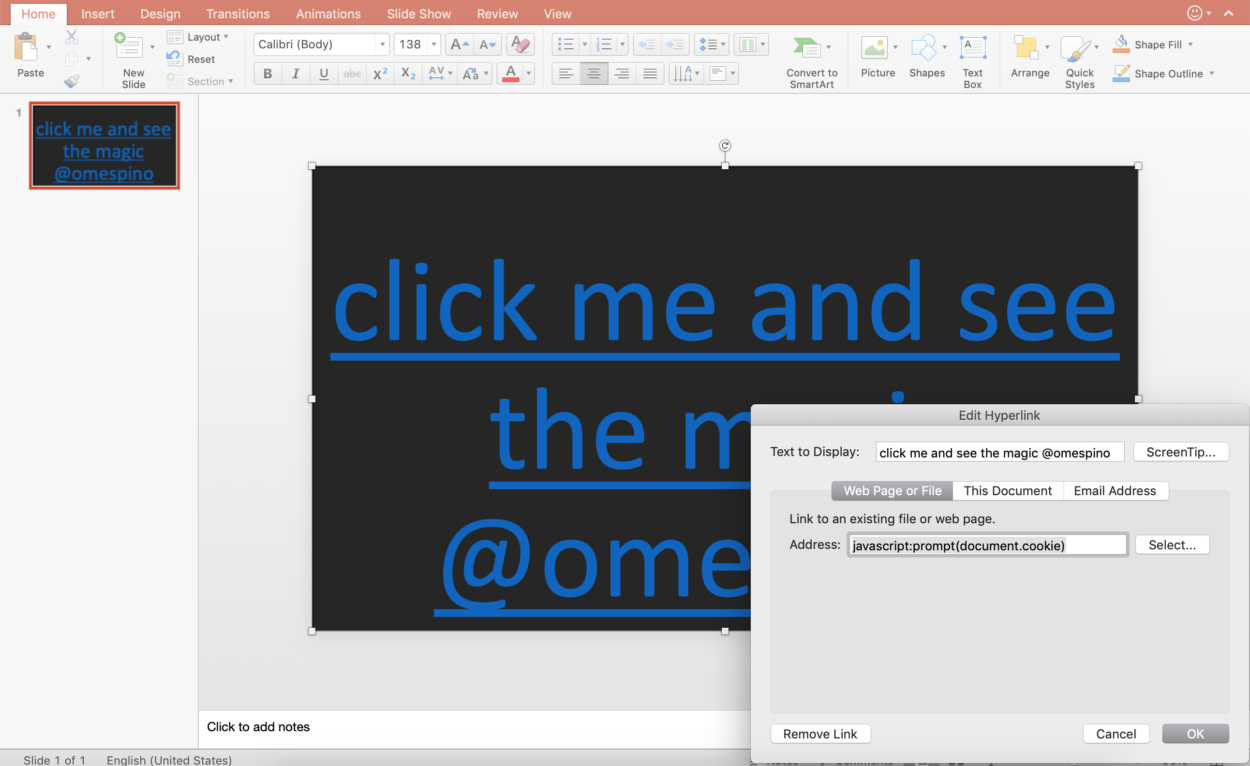 Home Insert Design Transitions Animations Slide Show Review View
Paste
New
Slide
Layout
Reset
Section
Calibri (Body) 138
B I U abc X² X₂ AV Aa A
Convert to
SmartArt
Picture
Shapes
Text
Box
Arrange
Quick
Styles
Shape Fill
Shape Outline
1
click me and see
the magic
@omespino
click me and see
the m
@ome
Edit Hyperlink
Text to Display: click me and see the magic @omespino ScreenTip...
Web Page or File This Document Email Address
Link to an existing file or web page.
Address: javascript:prompt(document.cookie) Select...
Remove Link Cancel OK
Click to add notes
Slide 1 of 1 English (United States)